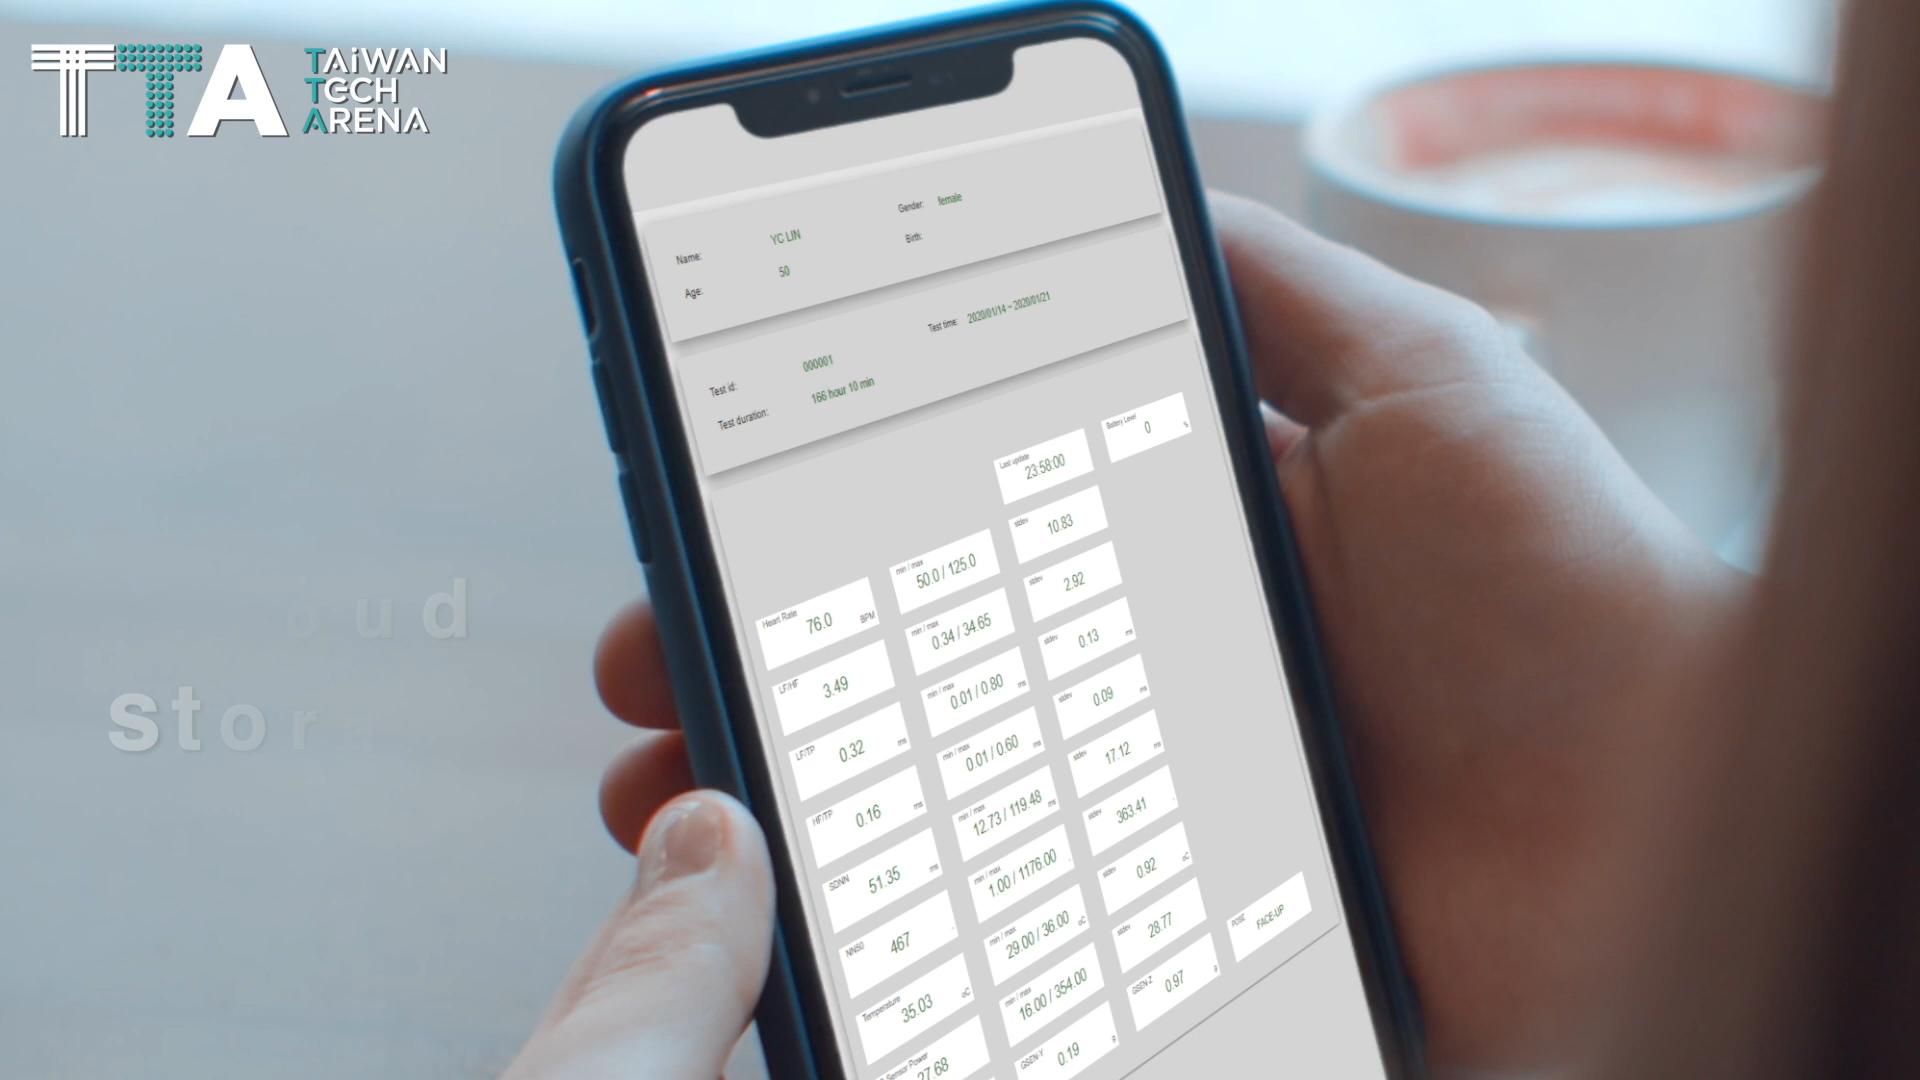 TTA
TAiWAN
TECH
ARENA
oud
stora
Name: YC LIN Gender: female
Age: 50 Birth:
Test id: 000001 Test time: 2020/01/14 ~ 2020/01/21
Test duration: 166 hour 10 min
Last update 23:58:00 Battery Level 0 %
Heart Rate 76.0 BPM min / max 50.0 / 125.0 stdev 10.83
LF/HF 3.49 min / max 0.34 / 34.65 stdev 2.92
LF/TP 0.32 ms min / max 0.01 / 0.80 ms stdev 0.13 ms
HF/TP 0.16 ms min / max 0.01 / 0.60 ms stdev 0.09 ms
SDNN 51.35 ms min / max 12.73 / 119.48 ms stdev 17.12 ms
NN50 467 min / max 1.00 / 1176.00 stdev 363.41
Temperature 35.03 oC min / max 29.00 / 36.00 oC stdev 0.92 oC
Sensor Power 27.68 min / max 16.00 / 354.00 stdev 28.77
GSEN-Y 0.19 g GSEN-Z 0.97 g POSE FACE-UP